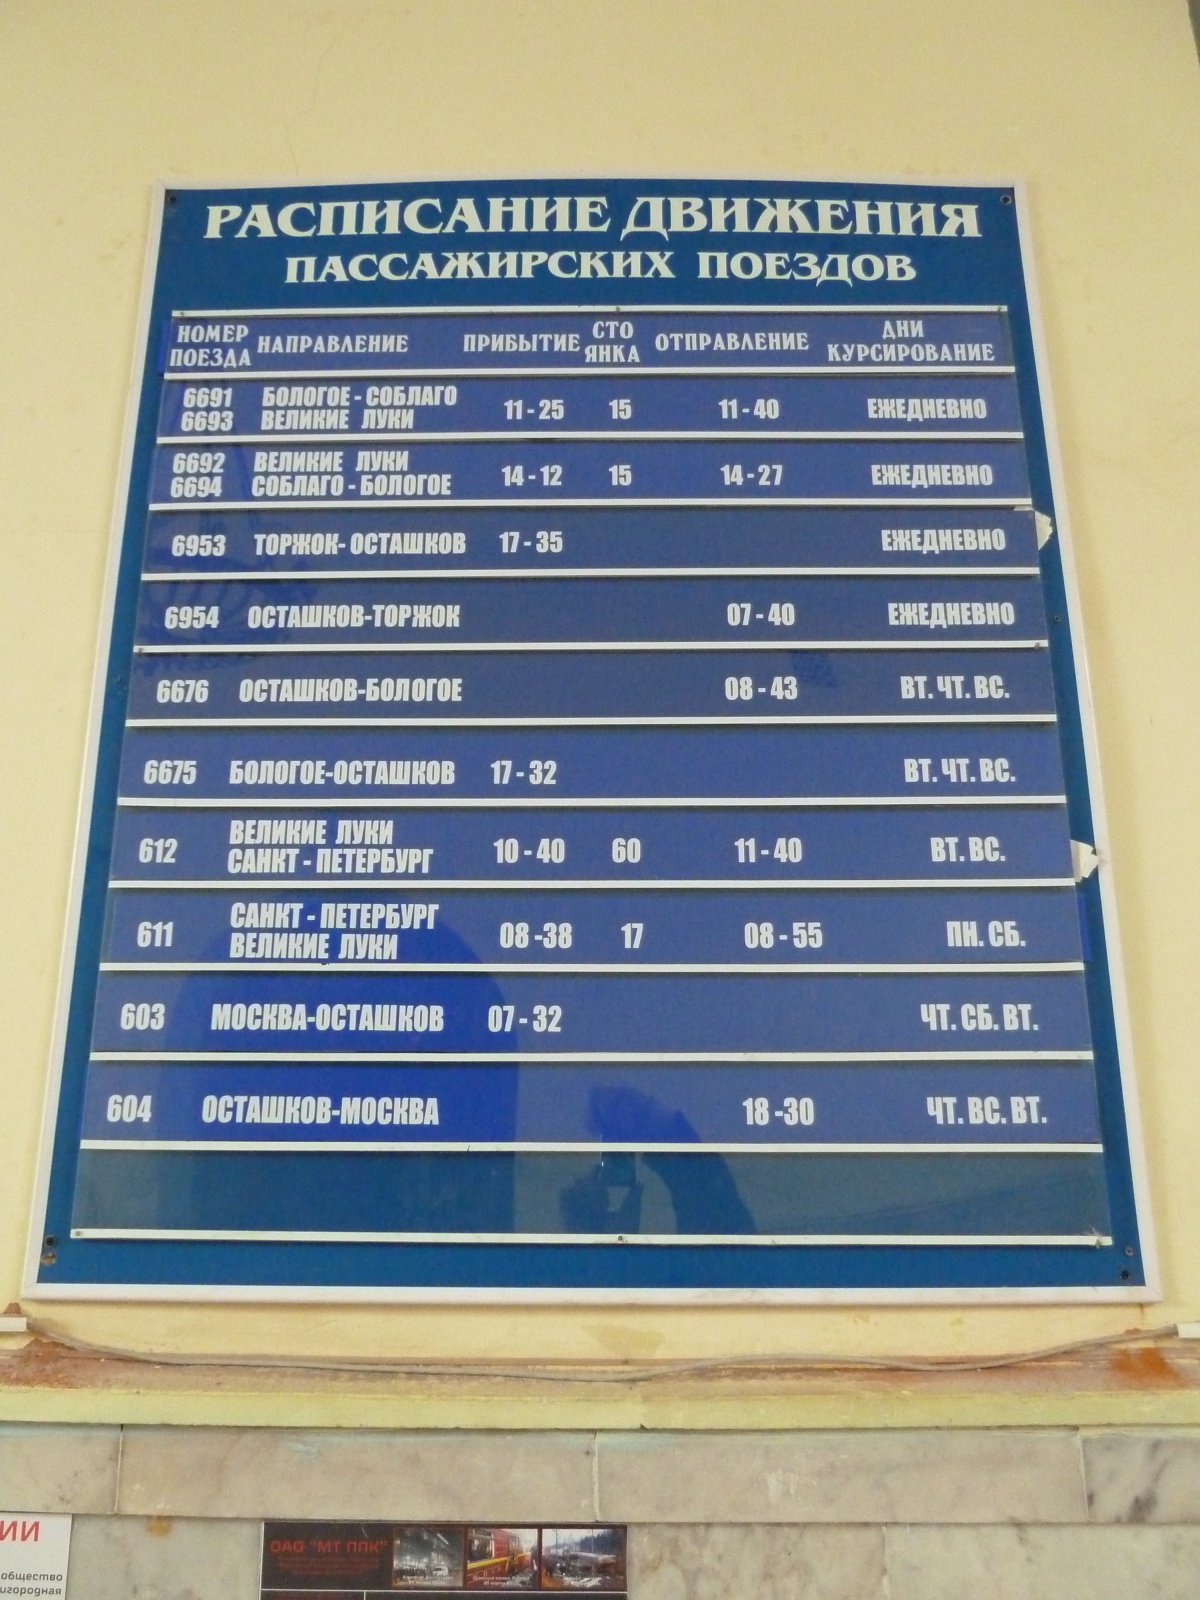 РАСПИСАНИЕ ДВИЖЕНИЯ
ПАССАЖИРСКИХ ПОЕЗДОВ
НОМЕР ПОЕЗДА НАПРАВЛЕНИЕ ПРИБЫТИЕ СТО ЯНКА ОТПРАВЛЕНИЕ ДНИ КУРСИРОВАНИЕ
6691 БОЛОГОЕ - СОБЛАГО
6693 ВЕЛИКИЕ ЛУКИ 11-25 15 11-40 ЕЖЕДНЕВНО
6692 ВЕЛИКИЕ ЛУКИ
6694 СОБЛАГО - БОЛОГОЕ 14-12 15 14-27 ЕЖЕДНЕВНО
6953 ТОРЖОК- ОСТАШКОВ 17-35 ЕЖЕДНЕВНО
6954 ОСТАШКОВ-ТОРЖОК 07-40 ЕЖЕДНЕВНО
6676 ОСТАШКОВ-БОЛОГОЕ 08-43 ВТ. ЧТ. ВС.
6675 БОЛОГОЕ-ОСТАШКОВ 17-32 ВТ. ЧТ. ВС.
612 ВЕЛИКИЕ ЛУКИ
САНКТ - ПЕТЕРБУРГ 10-40 60 11-40 ВТ. ВС.
611 САНКТ - ПЕТЕРБУРГ
ВЕЛИКИЕ ЛУКИ 08-38 17 08-55 ПН. СБ.
603 МОСКВА-ОСТАШКОВ 07-32 ЧТ. СБ. ВТ.
604 ОСТАШКОВ-МОСКВА 18-30 ЧТ. ВС. ВТ.
ИИ
общество
игородная
ОАО "МТ ППК"